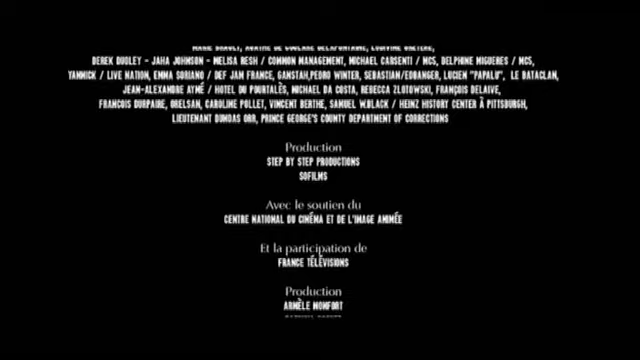 DEREK DUDLEY - JAHA JOHNSON - MELISA RESH / COMMON MANAGEMENT, MICHAEL CARSENTI / MCS, DELPHINE MIGUERES / MCS,
YANNICK / LIVE NATION, EMMA SORIANO / DEF JAM FRANCE, GANSTAH,PEDRO WINTER, SEBASTIAN/EDBANGER, LUCIEN "PAPALU", LE BATACLAN,
JEAN-ALEXANDRE AYMÉ / HOTEL DU POURTALÈS, MICHAEL DA COSTA, REBECCA ZLOTOWSKI, FRANÇOIS DELAIVE,
FRANCOIS DURPAIRE, ORELSAN, CAROLINE POLLET, VINCENT BERTHE, SAMUEL W.BLACK / HEINZ HISTORY CENTER À PITTSBURGH,
LIEUTENANT DUNDAS ORR, PRINCE GEORGE'S COUNTY DEPARTMENT OF CORRECTIONS
Production
STEP BY STEP PRODUCTIONS
SOFILMS
Avec le soutien du
CENTRE NATIONAL DU CINÉMA ET DE L'IMAGE ANIMÉE
Et la participation de
FRANCE TÉLÉVISIONS
Production
ARMÈLE MONFORT